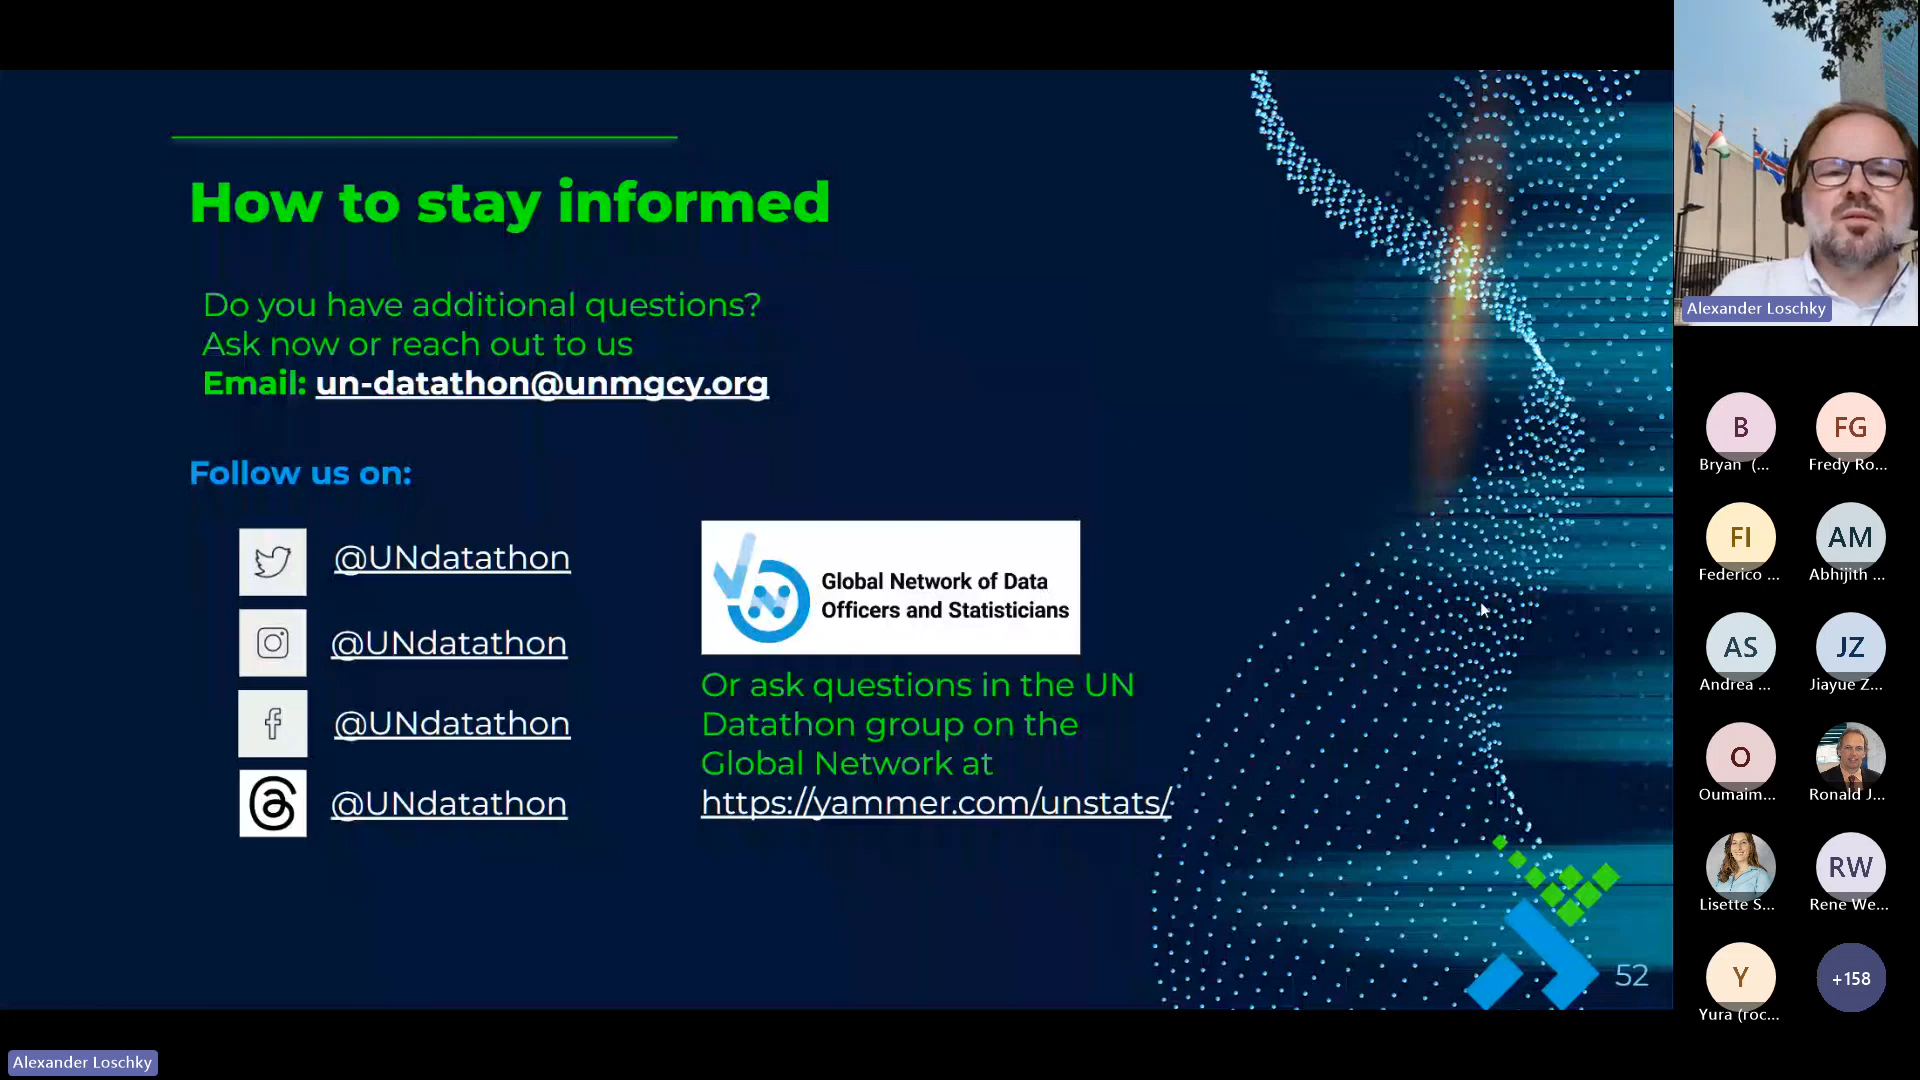 How to stay informed
Do you have additional questions?
Ask now or reach out to us
Email: un-datathon@unmgcy.org
Follow us on:
@UNdatathon
@UNdatathon
@UNdatathon
@UNdatathon
Global Network of Data
Officers and Statisticians
Or ask questions in the UN
Datathon group on the
Global Network at
https://yammer.com/unstats/
52
Alexander Loschky
B
Bryan (...
FG
Fredy Ro...
FI
Federico ...
AM
Abhijith ...
AS
Andrea ...
JZ
Jiayue Z...
O
Oumaim...
Ronald J...
Lisette S...
RW
Rene We...
Y
Yura (roc...
+158
Alexander Loschky